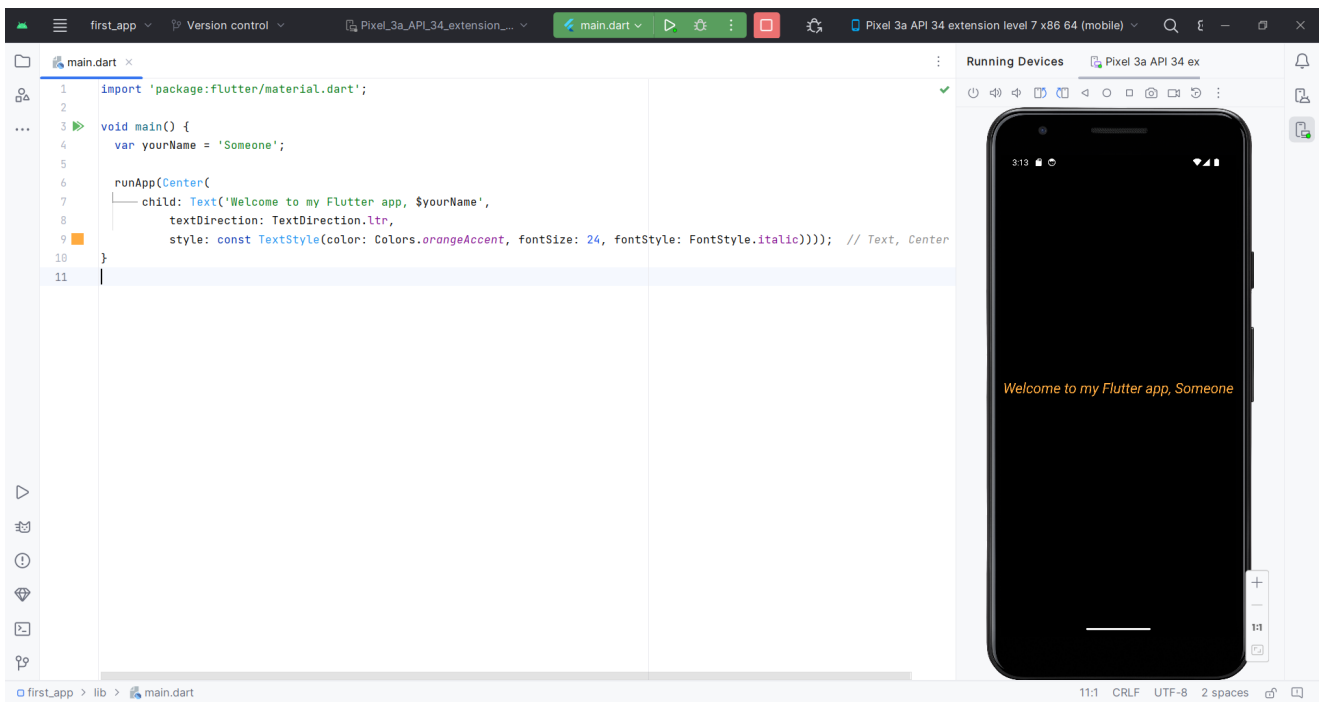 first_app Version control Pixel_3a_API_34_extension_... main.dart Pixel 3a API 34 extension level 7 x86 64 (mobile)
main.dart
Running Devices Pixel 3a API 34 ex
1 import 'package:flutter/material.dart';
2
3 void main() {
4 var yourName = 'Someone';
5
6 runApp(Center(
7 child: Text('Welcome to my Flutter app, $yourName',
8 textDirection: TextDirection.ltr,
9 style: const TextStyle(color: Colors.orangeAccent, fontSize: 24, fontStyle: FontStyle.italic)))); // Text, Center
10 }
11
3:13
Welcome to my Flutter app, Someone
1:1
first_app > lib > main.dart
11:1 CRLF UTF-8 2 spaces